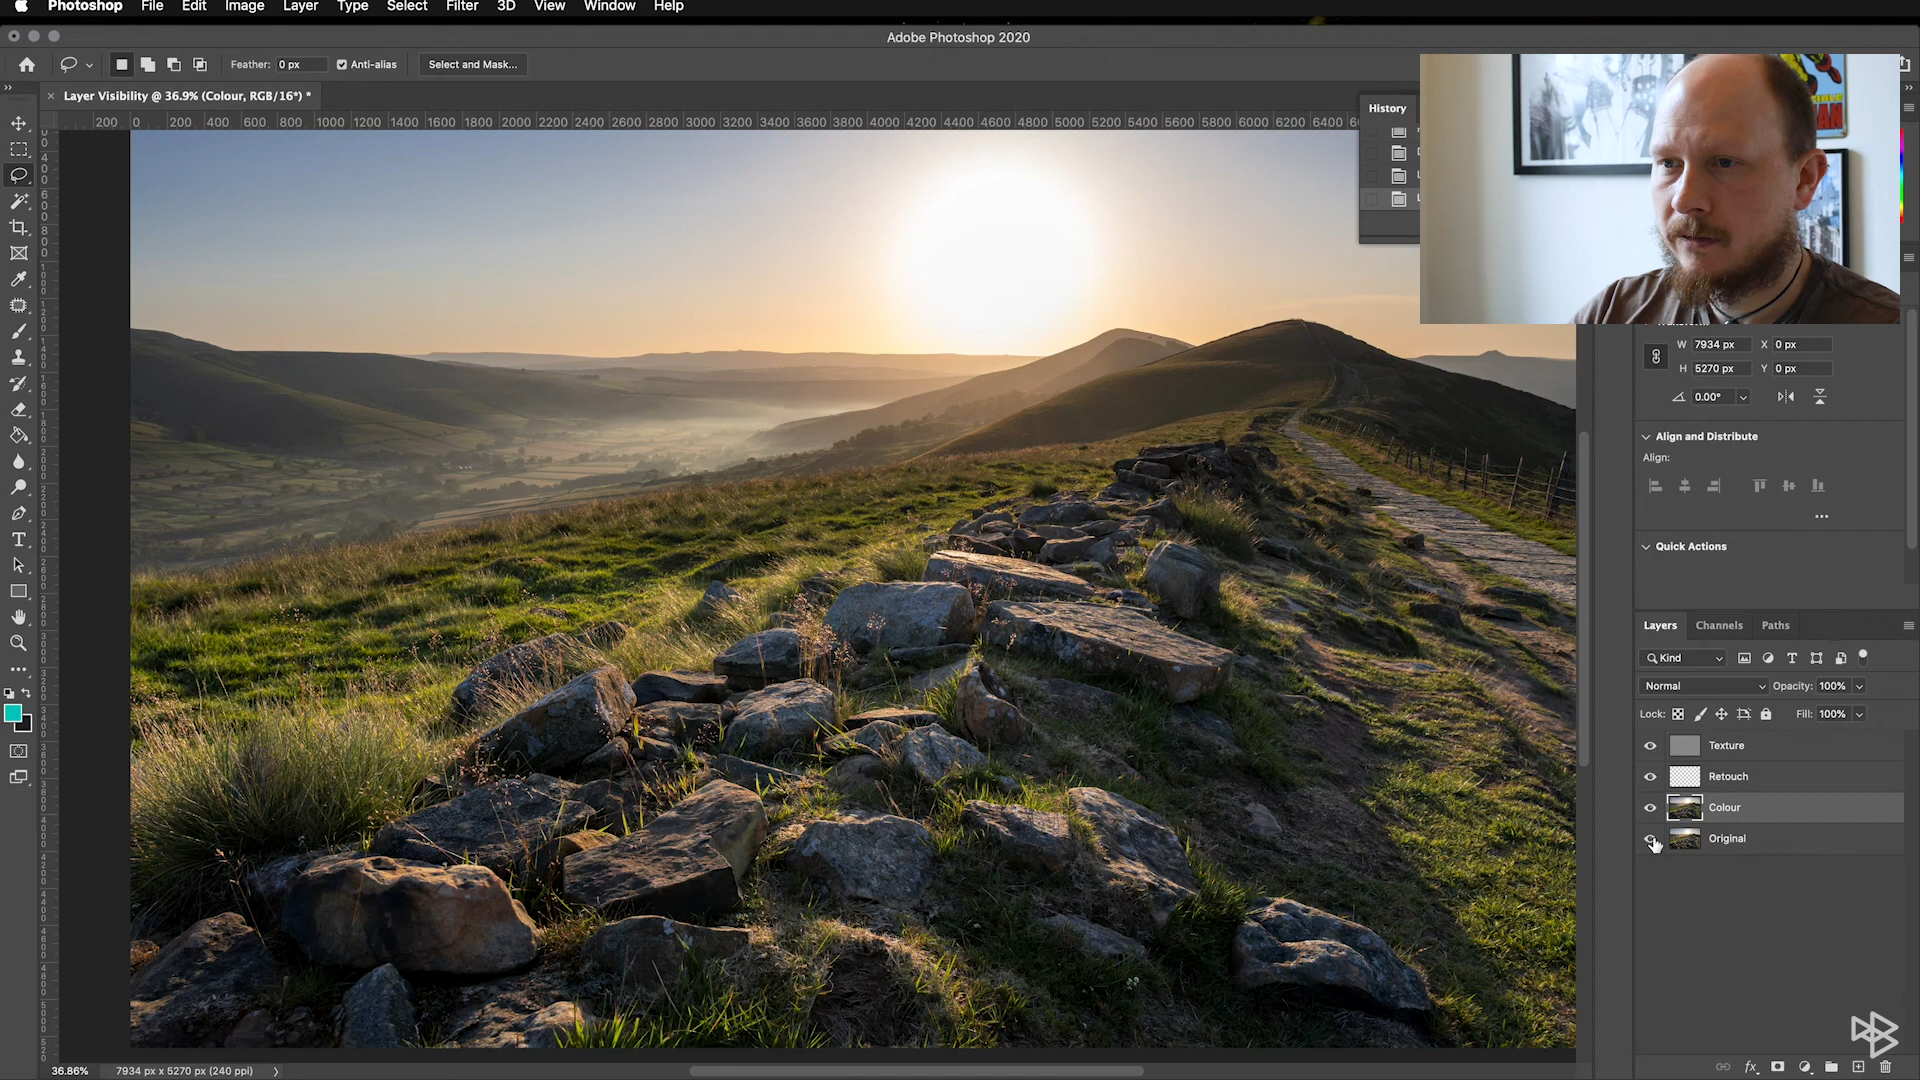 Photoshop File Edit Image Layer Type Select Filter 3D View Window Help
Adobe Photoshop 2020
Feather: 0 px Anti-alias Select and Mask...
× Layer Visibility @ 36.9% (Colour, RGB/16*) *
History
200 0 200 400 600 800 1000 1200 1400 1600 1800 2000 2200 2400 2600 2800 3000 3200 3400 3600 3800 4000 4200 4400 4600 4800 5000 5200 5400 5600 5800 6000 6200 6400
W 7934 px X 0 px
H 5270 px Y 0 px
0.00°
Align and Distribute
Align:
Quick Actions
Layers Channels Paths
Kind
Normal Opacity: 100%
Lock: Fill: 100%
Texture
Retouch
Colour
Original
36.86% 7934 px x 5270 px (240 ppi)